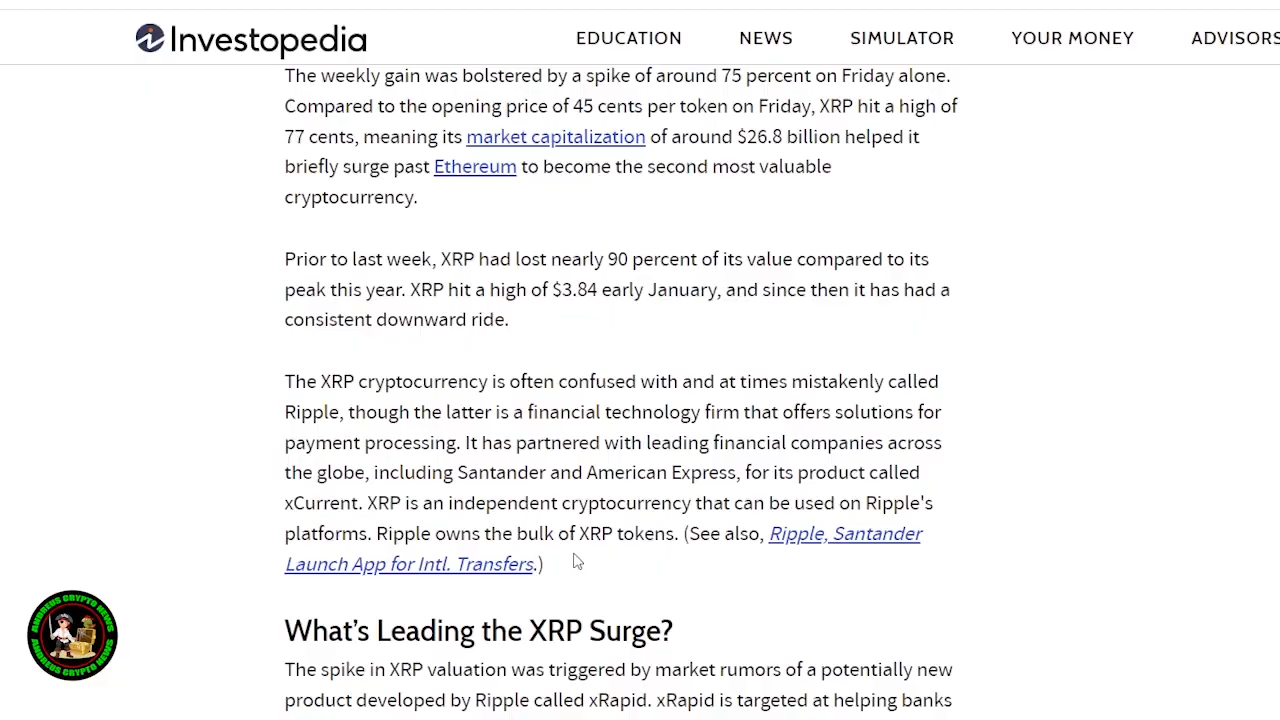 Investopedia
EDUCATION NEWS SIMULATOR YOUR MONEY ADVISORS
The weekly gain was bolstered by a spike of around 75 percent on Friday alone.
Compared to the opening price of 45 cents per token on Friday, XRP hit a high of
77 cents, meaning its market capitalization of around $26.8 billion helped it
briefly surge past Ethereum to become the second most valuable
cryptocurrency.
Prior to last week, XRP had lost nearly 90 percent of its value compared to its
peak this year. XRP hit a high of $3.84 early January, and since then it has had a
consistent downward ride.
The XRP cryptocurrency is often confused with and at times mistakenly called
Ripple, though the latter is a financial technology firm that offers solutions for
payment processing. It has partnered with leading financial companies across
the globe, including Santander and American Express, for its product called
xCurrent. XRP is an independent cryptocurrency that can be used on Ripple's
platforms. Ripple owns the bulk of XRP tokens. (See also, Ripple, Santander
Launch App for Intl. Transfers.)
ANDREUS CRYPTO NEWS
ANDREUS CRYPTO NEWS
What’s Leading the XRP Surge?
The spike in XRP valuation was triggered by market rumors of a potentially new
product developed by Ripple called xRapid. xRapid is targeted at helping banks